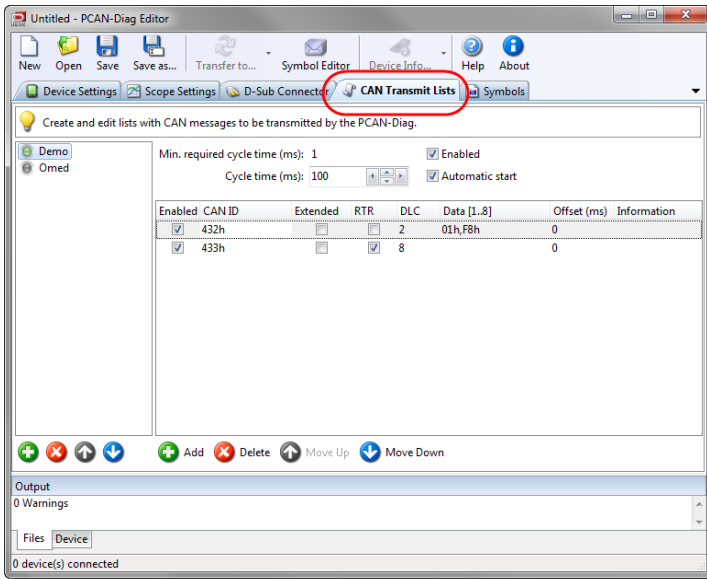 Untitled - PCAN-Diag Editor
New Open Save Save as... Transfer to... Symbol Editor Device Info... Help About
Device Settings Scope Settings D-Sub Connector CAN Transmit Lists Symbols
Create and edit lists with CAN messages to be transmitted by the PCAN-Diag.
Demo
Omed
Min. required cycle time (ms): 1 Enabled
Cycle time (ms): 100 Automatic start
Enabled CAN ID Extended RTR DLC Data [1..8] Offset (ms) Information
432h 2 01h,F8h 0
433h 8 0
Add Delete Move Up Move Down
Output
0 Warnings
Files Device
0 device(s) connected